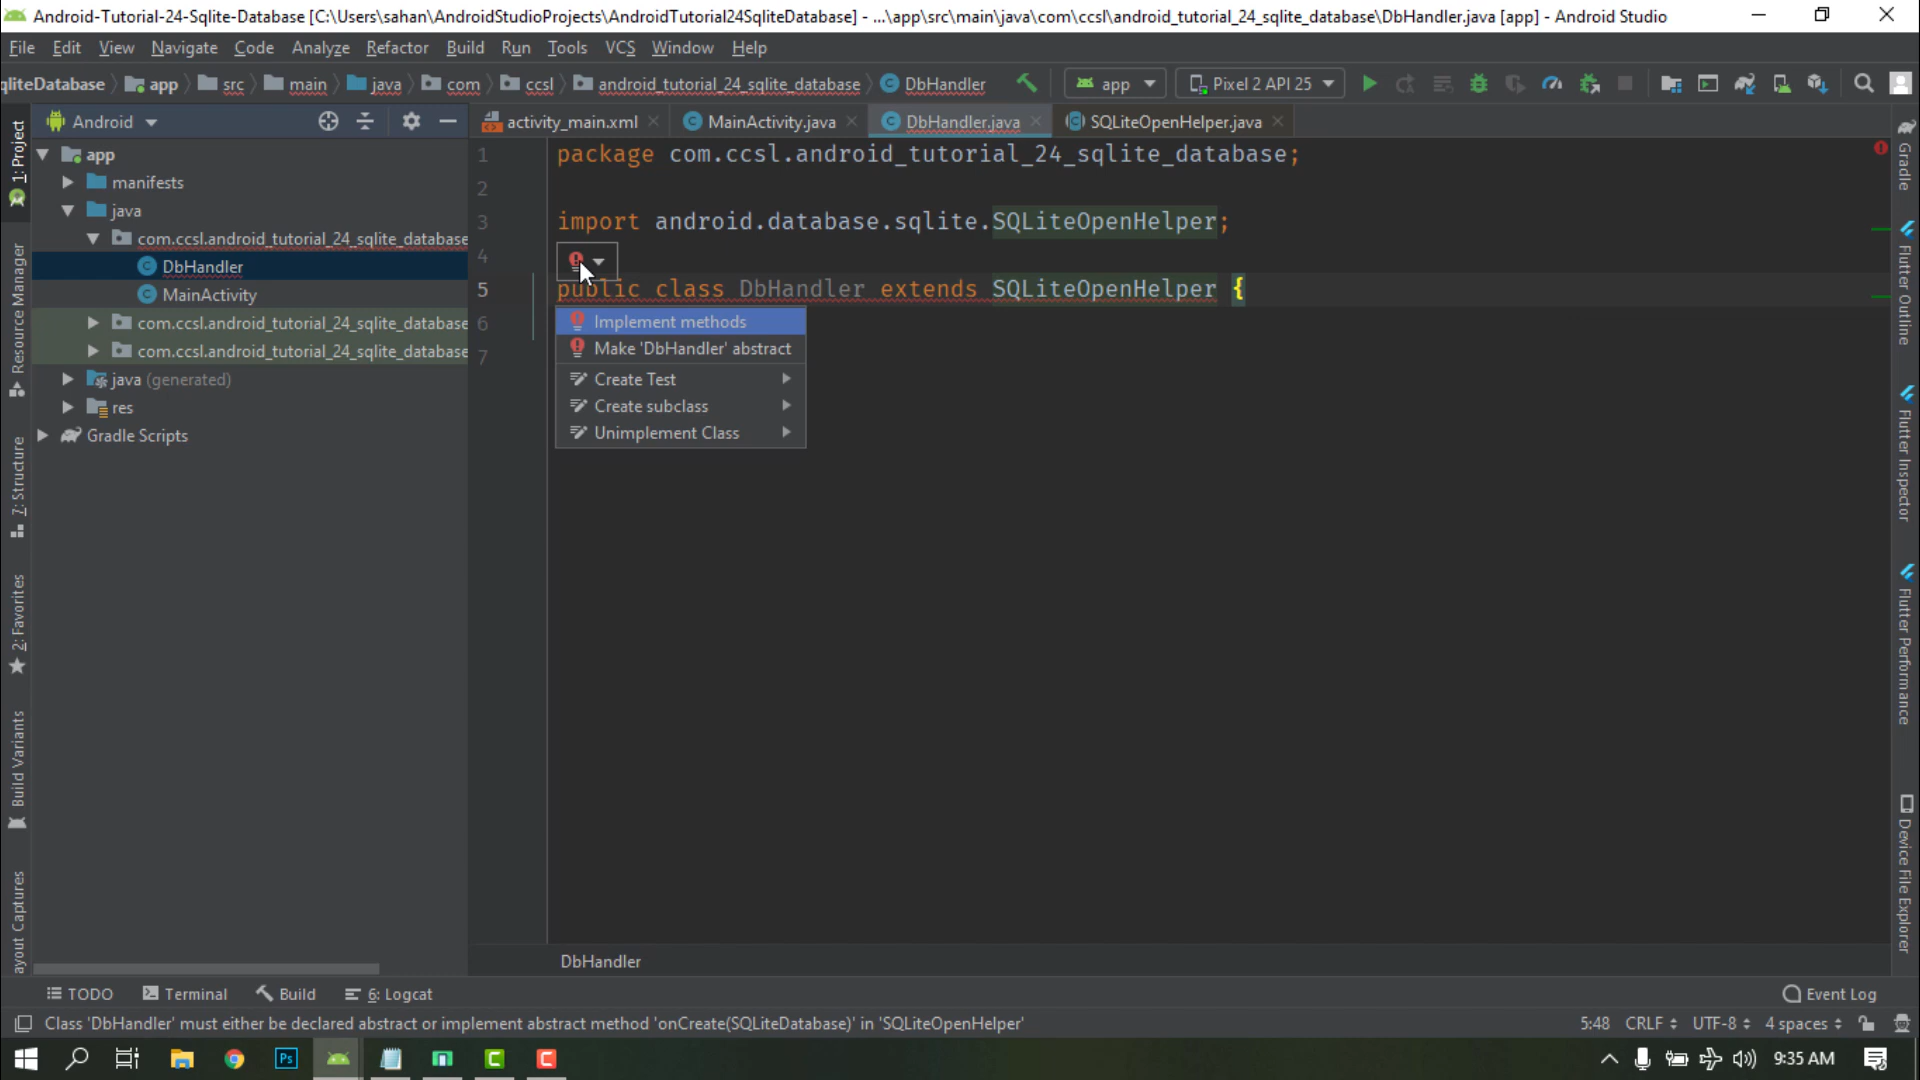 Android-Tutorial-24-Sqlite-Database [C:\Users\sahan\AndroidStudioProjects\AndroidTutorial24SqliteDatabase] - ...\app\src\main\java\com\ccsl\android_tutorial_24_sqlite_database\DbHandler.java [app] - Android Studio
File Edit View Navigate Code Analyze Refactor Build Run Tools VCS Window Help
qliteDatabase app src main java com ccsl android_tutorial_24_sqlite_database DbHandler app Pixel 2 API 25
Android activity_main.xml MainActivity.java DbHandler.java SQLiteOpenHelper.java
app
manifests
java
com.ccsl.android_tutorial_24_sqlite_database
DbHandler
MainActivity
com.ccsl.android_tutorial_24_sqlite_database
com.ccsl.android_tutorial_24_sqlite_database
java (generated)
res
Gradle Scripts
1 package com.ccsl.android_tutorial_24_sqlite_database;
2
3 import android.database.sqlite.SQLiteOpenHelper;
4
5 public class DbHandler extends SQLiteOpenHelper {
6
7
Implement methods
Make 'DbHandler' abstract
Create Test
Create subclass
Unimplement Class
1: Project
Resource Manager
7: Structure
2: Favorites
Build Variants
ayout Captures
Gradle
Flutter Outline
Flutter Inspector
Flutter Performance
Device File Explorer
DbHandler
TODO Terminal Build 6: Logcat Event Log
Class 'DbHandler' must either be declared abstract or implement abstract method 'onCreate(SQLiteDatabase)' in 'SQLiteOpenHelper' 5:48 CRLF UTF-8 4 spaces
Ps C C 9:35 AM